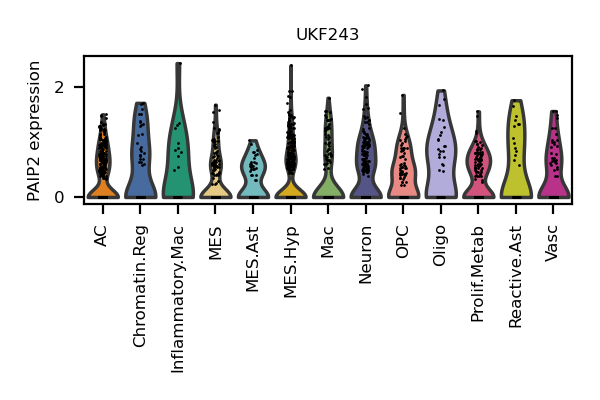 UKF243
PAIP2 expression
2
0
AC
Chromatin.Reg
Inflammatory.Mac
MES
MES.Ast
MES.Hyp
Mac
Neuron
OPC
Oligo
Prolif.Metab
Reactive.Ast
Vasc